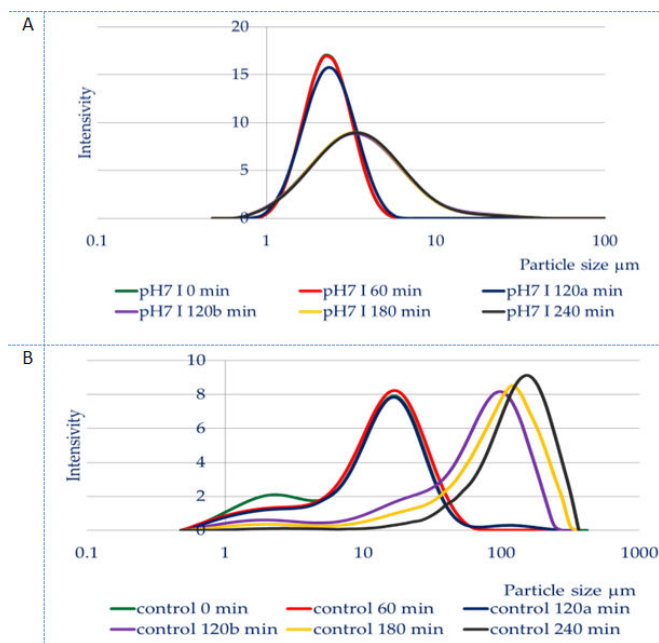 A
20
15
10
5
0
Intensivity
0.1 1 10 100
Particle size µm
pH7 I 0 min pH7 I 60 min pH7 I 120a min
pH7 I 120b min pH7 I 180 min pH7 I 240 min
B
10
8
6
4
2
0
Intensivity
0.1 1 10 100 1000
Particle size µm
control 0 min control 60 min control 120a min
control 120b min control 180 min control 240 min